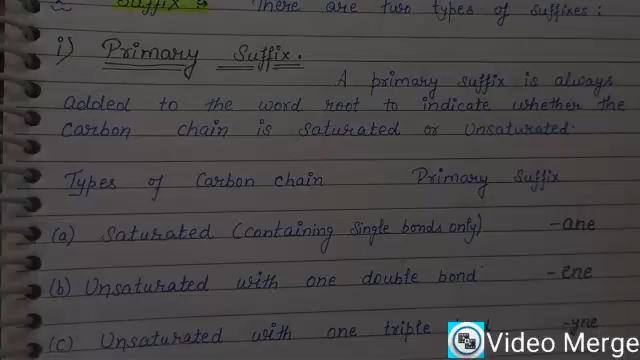 Suffix → There are two types of suffixes:
i) Primary Suffix.
A primary suffix is always
added to the word root to indicate whether the
carbon chain is saturated or unsaturated.
Types of Carbon chain Primary Suffix
(a) Saturated (containing single bonds only) -ane
(b) Unsaturated with one double bond -ene
(c) Unsaturated with one triple -yne
Video Merge